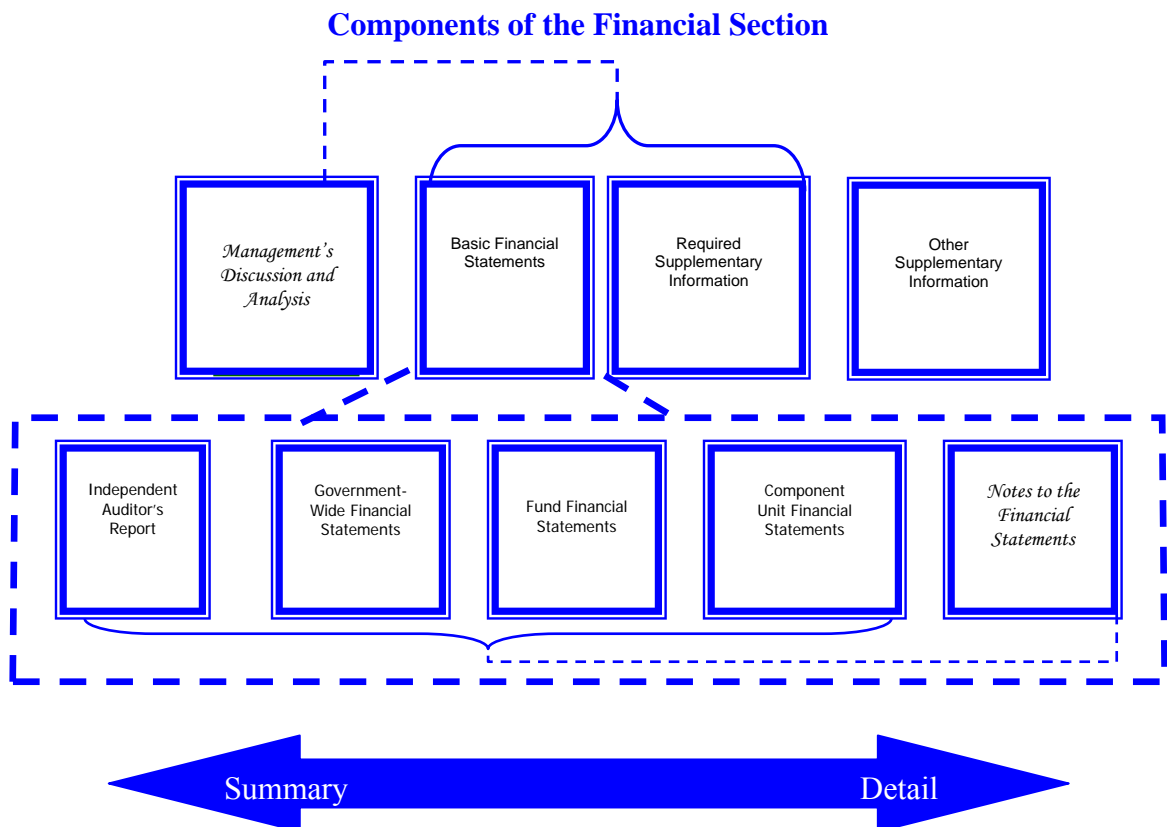 Components of the Financial Section
Management’s
Discussion and
Analysis
Basic Financial
Statements
Required
Supplementary
Information
Other
Supplementary
Information
Independent
Auditor’s
Report
Government-
Wide Financial
Statements
Fund Financial
Statements
Component
Unit Financial
Statements
Notes to the
Financial
Statements
Summary
Detail